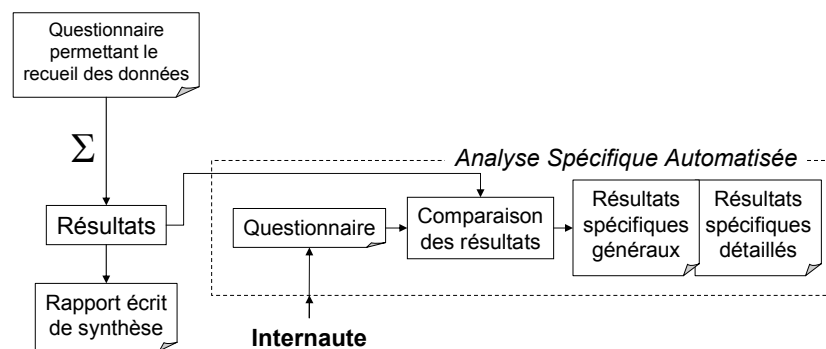 Questionnaire
permettant le
recueil des données
Σ
Analyse Spécifique Automatisée
Résultats
Questionnaire
Comparaison
des résultats
Résultats
spécifiques
généraux
Résultats
spécifiques
détaillés
Rapport écrit
de synthèse
Internaute